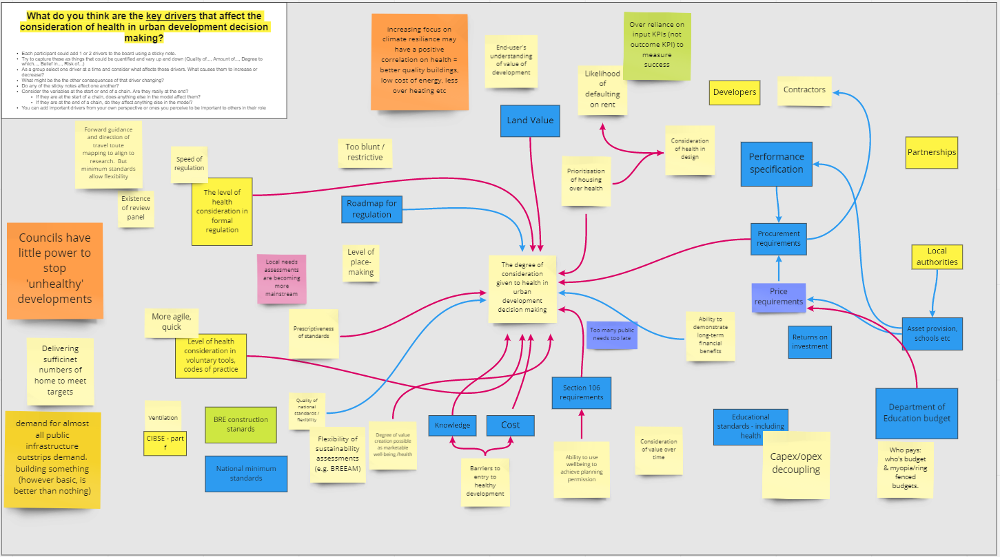 What do you think are the key drivers that affect the
consideration of health in urban development decision
making?
Each participant could add 1 or 2 drivers to the board using a sticky note.
Try to capture these as things that could be quantified and vary up and down (Quality of..., Amount of..., Degree to
which..., Belief in..., Risk of...)
As a group select one driver at a time and consider what affects those drivers. What causes them to increase or
decrease?
What might be the the other consequences of that driver changing?
Do any of the sticky notes affect one another?
Consider the variables at the start or end of a chain. Are they really at the end?
If they are at the start of a chain, does anything else in the model affect them?
If they are at the end of a chain, do they affect anything else in the model?
You can add important drivers from your own perspective or ones you perceive to be important to others in their role
increasing focus on
climate resiliance may
have a positive
correlation on health =
better quality buildings,
low cost of energy, less
over heating etc
End-user's
understanding
of value of
development
Over reliance on
input KPIs (not
outcome KPI) to
measure
success
Likelihood
of
defaulting
on rent
Developers
Contractors
Land Value
Forward guidance
and direction of
travel toute
mapping to align to
research. But
minimum standards
allow flexibility
Speed of
regulation
Too blunt /
restrictive
Consideration
of health in
design
Performance
specification
Partnerships
Prioritisation
of housing
over health
The level of
health
consideration in
formal
regulation
Existence
of review
panel
Roadmap for
regulation
Councils have
little power to
stop
'unhealthy'
developments
Procurement
requirements
Local
authorities
Level of
place-
making
Local needs
assessments
are becoming
more
mainstream
The degree of
consideration
given to health in
urban
development
decision making
Price
requirements
More agile,
quick
Prescriptiveness
of standards
Too many public
needs too late
Ability to
demonstrate
long-term
financial
benefits
Returns on
investment
Asset provision,
schools etc
Level of health
consideration in
voluntary tools,
codes of practice
Delivering
sufficinet
numbers of
home to meet
targets
Section 106
requirements
Department of
Education budget
Quality of
national
standards /
flexibility
Ventilation
CIBSE - part
f
BRE construction
stanards
Knowledge
Cost
Educational
standards - including
health
demand for almost
all public
infrastructure
outstrips demand.
building something
(however basic, is
better than nothing)
Flexibility of
sustainability
assessments
(e.g. BREEAM)
Degree of value
creation possible
as marketable
well-being /health
Consideration
of value over
time
Capex/opex
decoupling
Who pays:
who's budget
& myopia/ring
fenced
budgets.
National minimum
standards
Barriers to
entry to
healthy
development
Ability to use
wellbeing to
achieve planning
permission